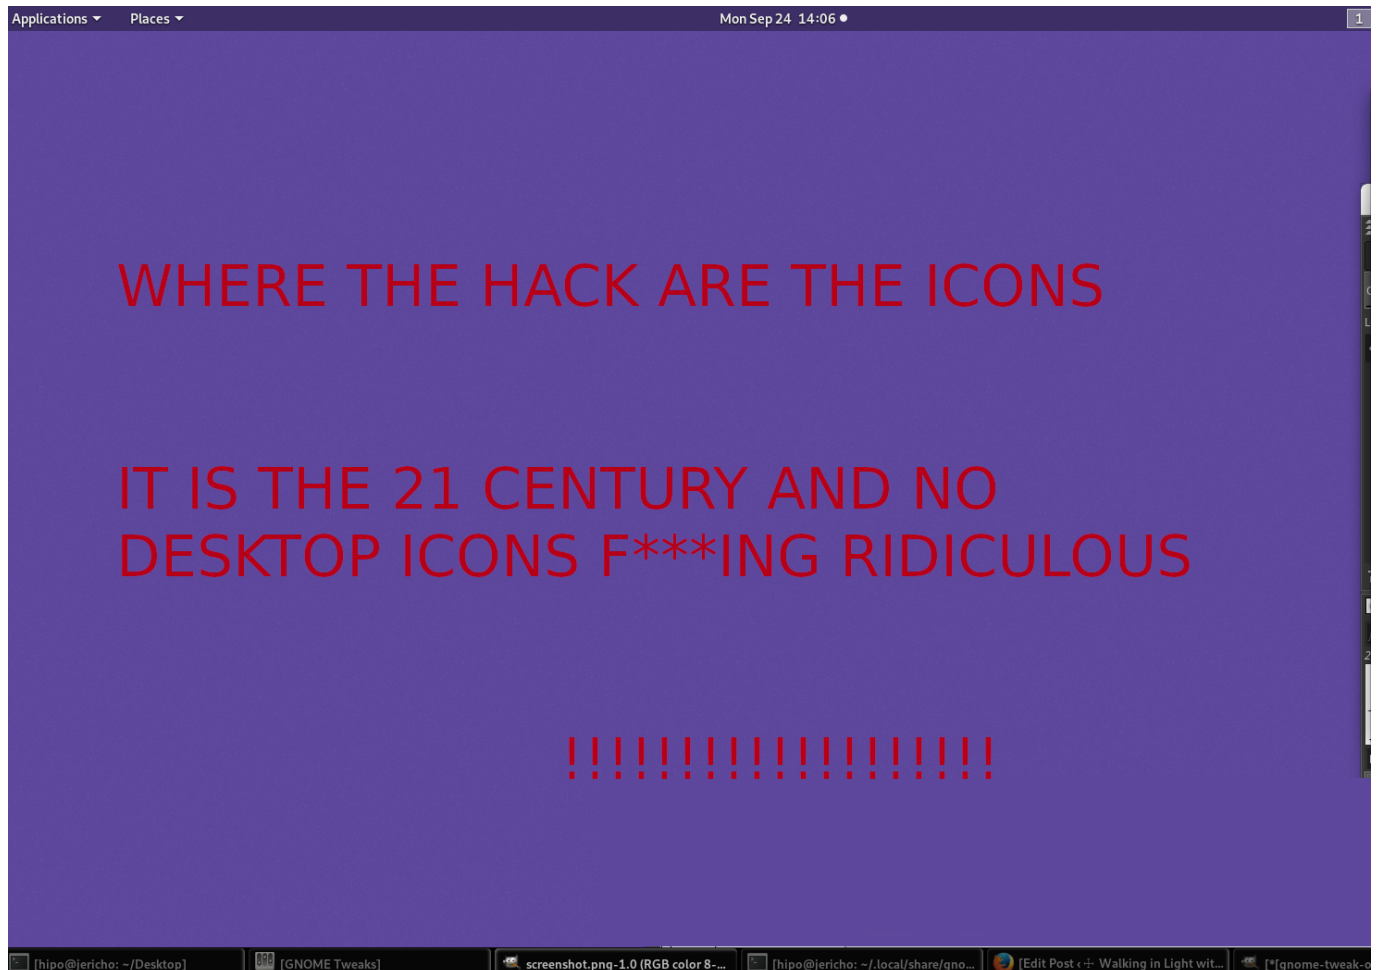 Applications Places Mon Sep 24 14:06 1
WHERE THE HACK ARE THE ICONS
IT IS THE 21 CENTURY AND NO
DESKTOP ICONS F***ING RIDICULOUS
!!!!!!!!!!!!!!!!!!!
[hipo@jericho: ~/Desktop] [GNOME Tweaks] screenshot.png-1.0 (RGB color 8-... [hipo@jericho: ~/.local/share/gno... [Edit Post ‹ ☩ Walking in Light wit... [*[gnome-tweak-o